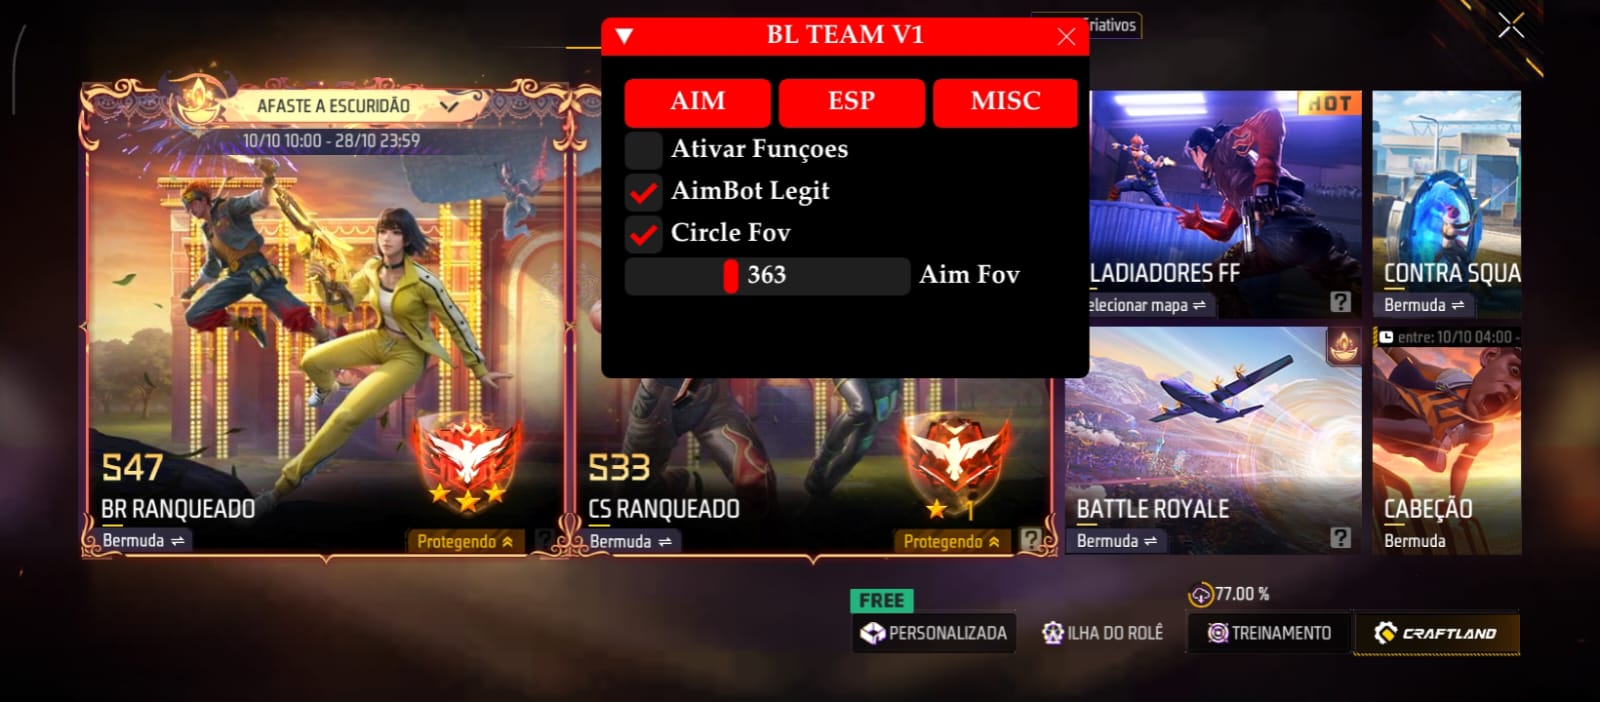 BL TEAM V1
riativos
AIM
ESP
MISC
Ativar Funçoes
AimBot Legit
Circle Fov
363
Aim Fov
AFASTE A ESCURIDÃO
10/10 10:00 - 28/10 23:59
S47
BR RANQUEADO
Bermuda
Protegendo
?
S33
CS RANQUEADO
Bermuda
1
Protegendo
?
HOT
LADIADORES FF
elecionar mapa
?
CONTRA SQUA
Bermuda
BATTLE ROYALE
Bermuda
?
entre: 10/10 04:00 -
CABEÇÃO
Bermuda
FREE
PERSONALIZADA
ILHA DO ROLÊ
77.00 %
TREINAMENTO
CRAFTLAND